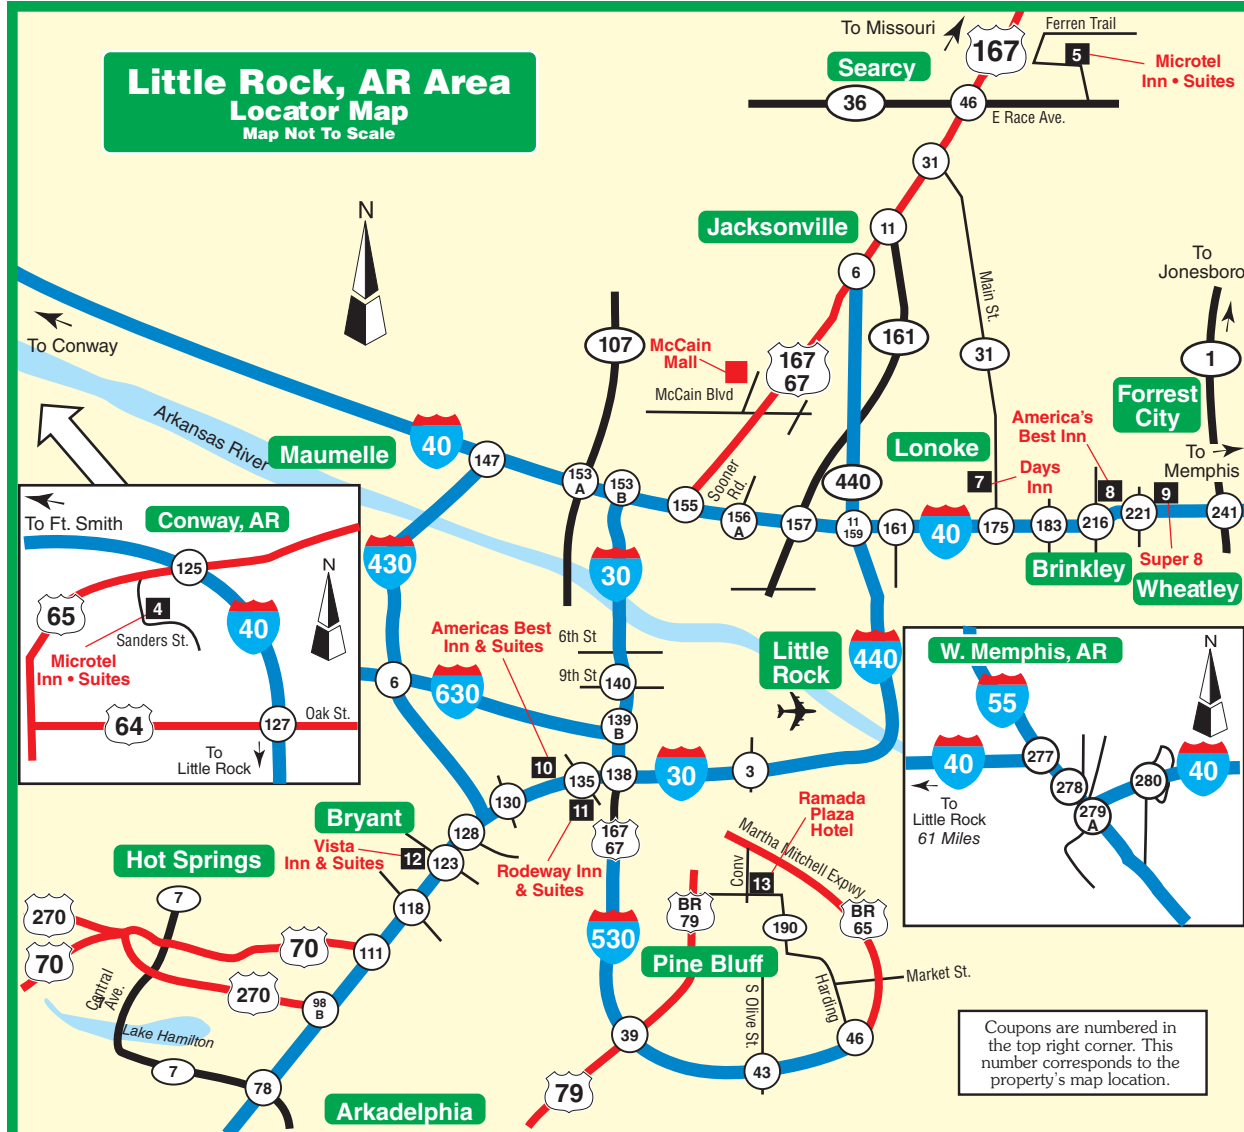 Little Rock, AR Area
Locator Map
Map Not To Scale
To Missouri
167
Ferren Trail
5
Microtel
Inn • Suites
Searcy
36
46
E Race Ave.
31
N
Jacksonville
11
6
To
Jonesboro
Main St.
161
107
McCain
Mall
167
67
31
1
To Conway
McCain Blvd
Forrest
City
Arkansas River
Maumelle
40
147
153
A
153
B
155
Sooner
Rd.
156
A
157
440
11
159
161
40
Lonoke
7
Days
Inn
America's
Best Inn
8
9
To
Memphis
175
183
216
221
241
Super 8
Brinkley
Wheatley
To Ft. Smith
Conway, AR
125
N
65
4
Sanders St.
40
Microtel
Inn • Suites
64
127
Oak St.
To
Little Rock
430
30
Americas Best
Inn & Suites
6th St
9th St
140
6
630
139
B
Little
Rock
440
W. Memphis, AR
N
55
40
277
278
279
A
280
40
To
Little Rock
61 Miles
10
135
138
30
3
130
11
128
Bryant
Vista
Inn & Suites
12
123
Rodeway Inn
& Suites
167
67
Ramada
Plaza
Hotel
Martha Mitchell Expwy
Conv
13
Hot Springs
7
118
270
70
70
111
BR
79
190
BR
65
530
Pine Bluff
Market St.
Central
Ave.
270
98
B
S Olive St.
Harding
Lake Hamilton
39
46
7
78
43
79
Arkadelphia
Coupons are numbered in
the top right corner. This
number corresponds to the
property's map location.